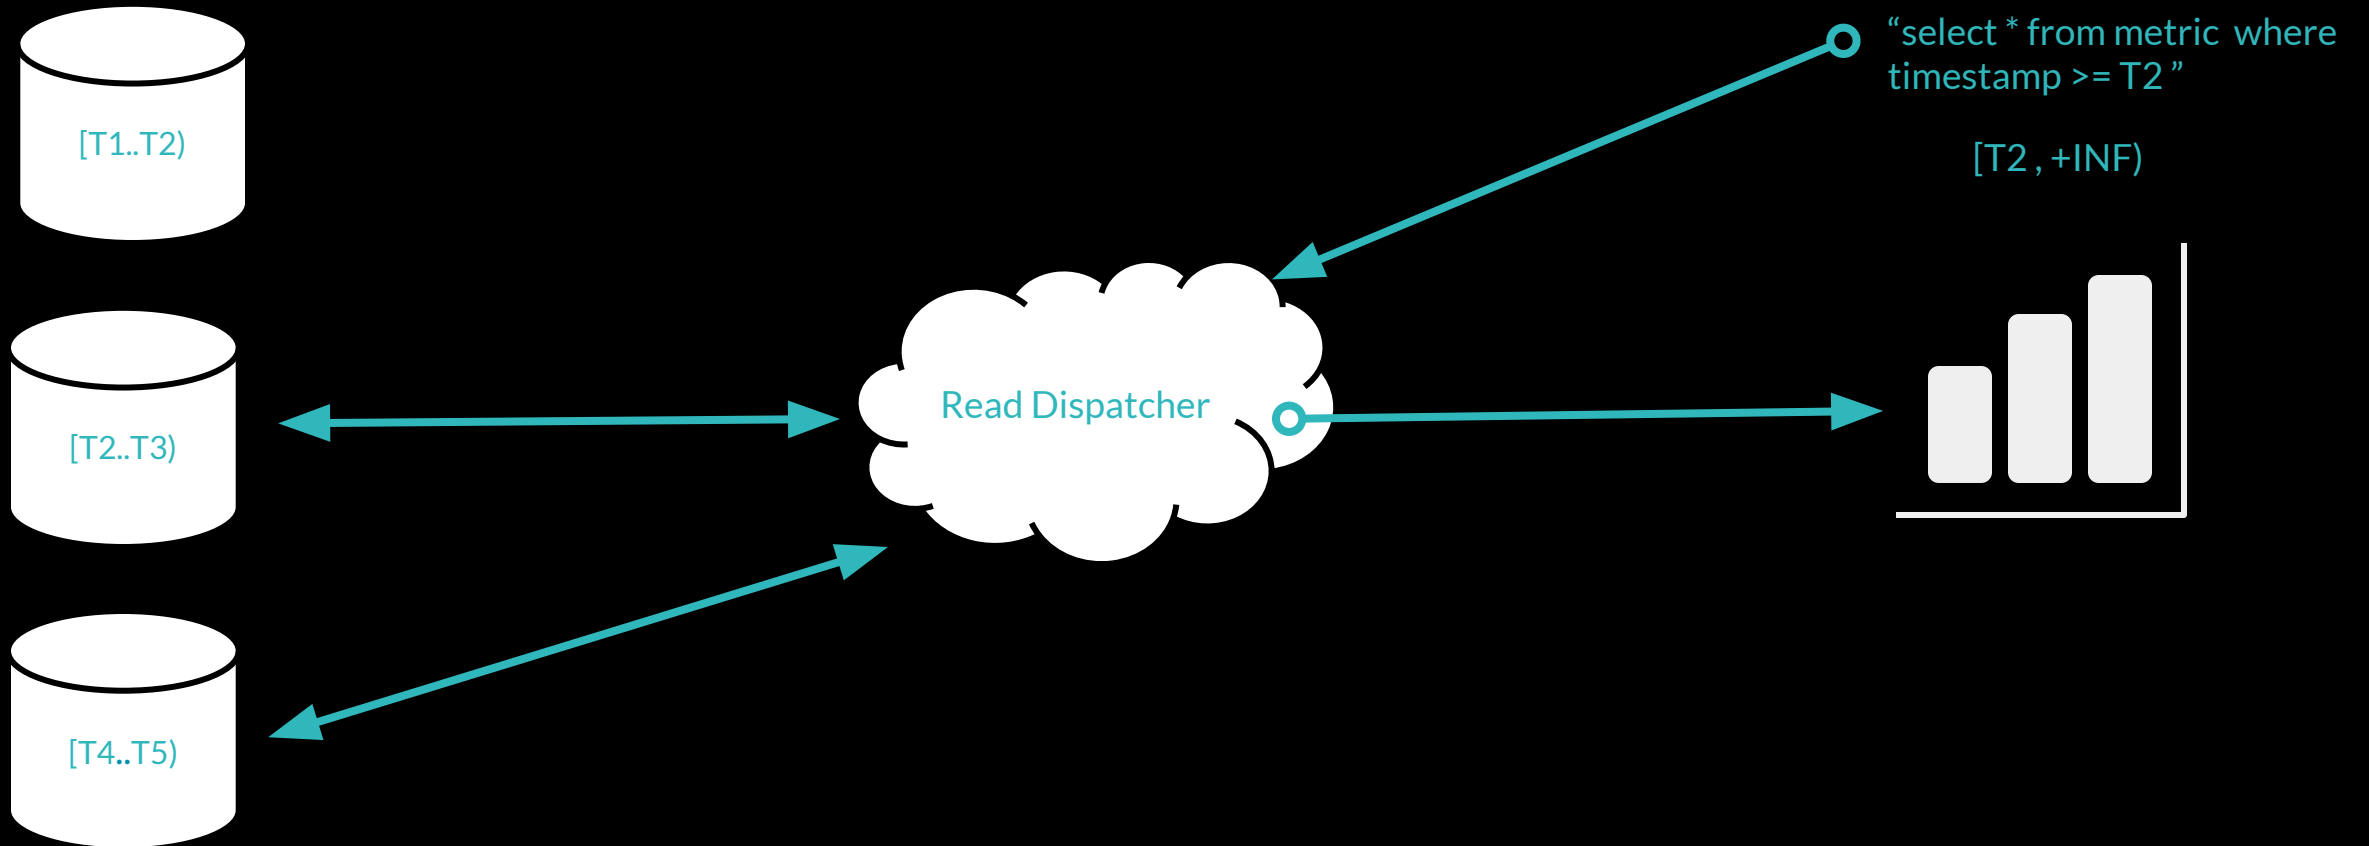 “select * from metric where
timestamp >= T2 ”
[T1..T2)
[T2 , +INF)
Read Dispatcher
[T2..T3)
[T4..T5)